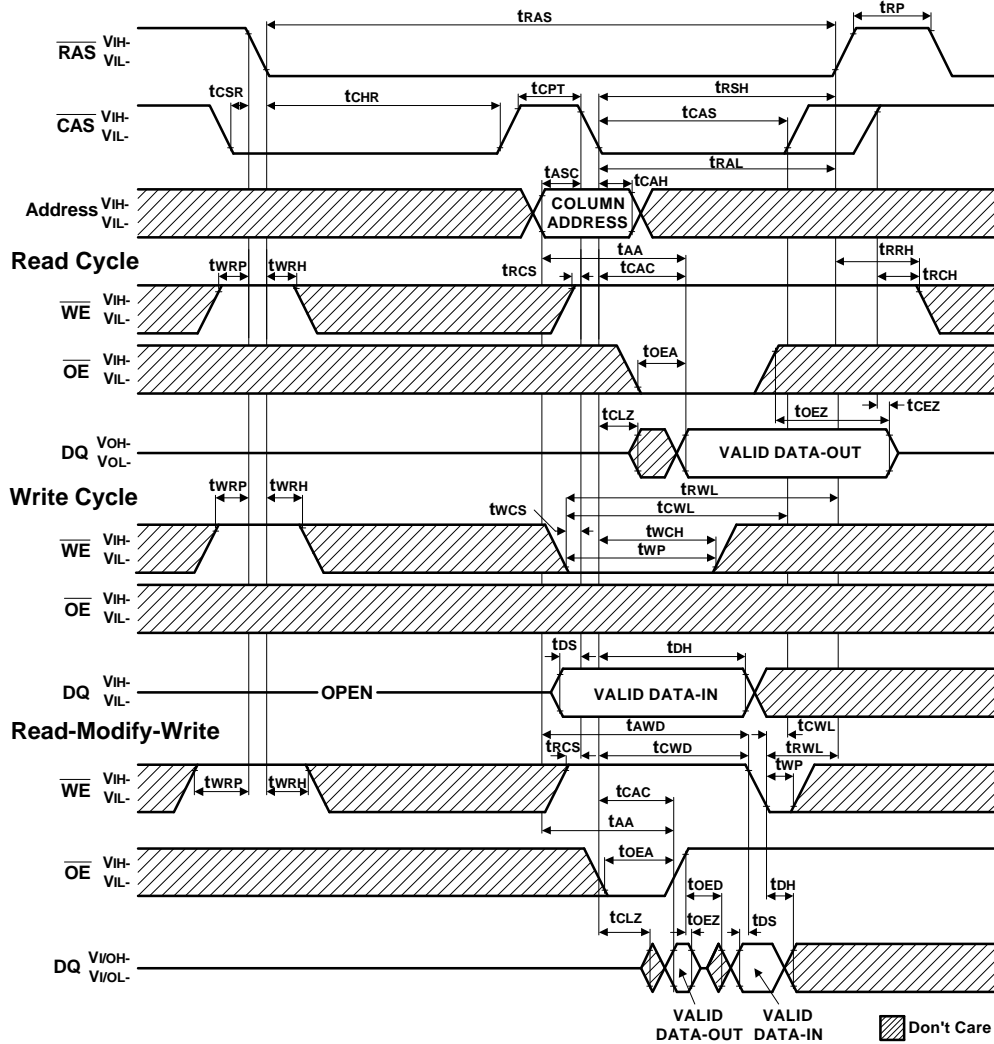 tRAS
tRP
RAS VIH-
VIL-
tCSR
tCHR
tCPT
tRSH
CAS VIH-
VIL-
tCAS
tRAL
tASC
tCAH
Address VIH-
VIL-
COLUMN
ADDRESS
Read Cycle
tWRP
tWRH
tRCS
tAA
tCAC
tRRH
tRCH
WE VIH-
VIL-
OE VIH-
VIL-
tOEA
tCLZ
tOEZ
tCEZ
DQ VOH-
VOL-
VALID DATA-OUT
Write Cycle
tWRP
tWRH
tRWL
tWCS
tCWL
tWCH
tWP
WE VIH-
VIL-
OE VIH-
VIL-
tDS
tDH
DQ VIH-
VIL-
OPEN
VALID DATA-IN
Read-Modify-Write
tAWD
tCWL
tRCS
tCWD
tRWL
tWP
WE VIH-
VIL-
tWRP
tWRH
tCAC
tAA
OE VIH-
VIL-
tOEA
tOED
tDH
tCLZ
tOEZ
tDS
DQ VI/OH-
VI/OL-
VALID
DATA-OUT
VALID
DATA-IN
Don't Care